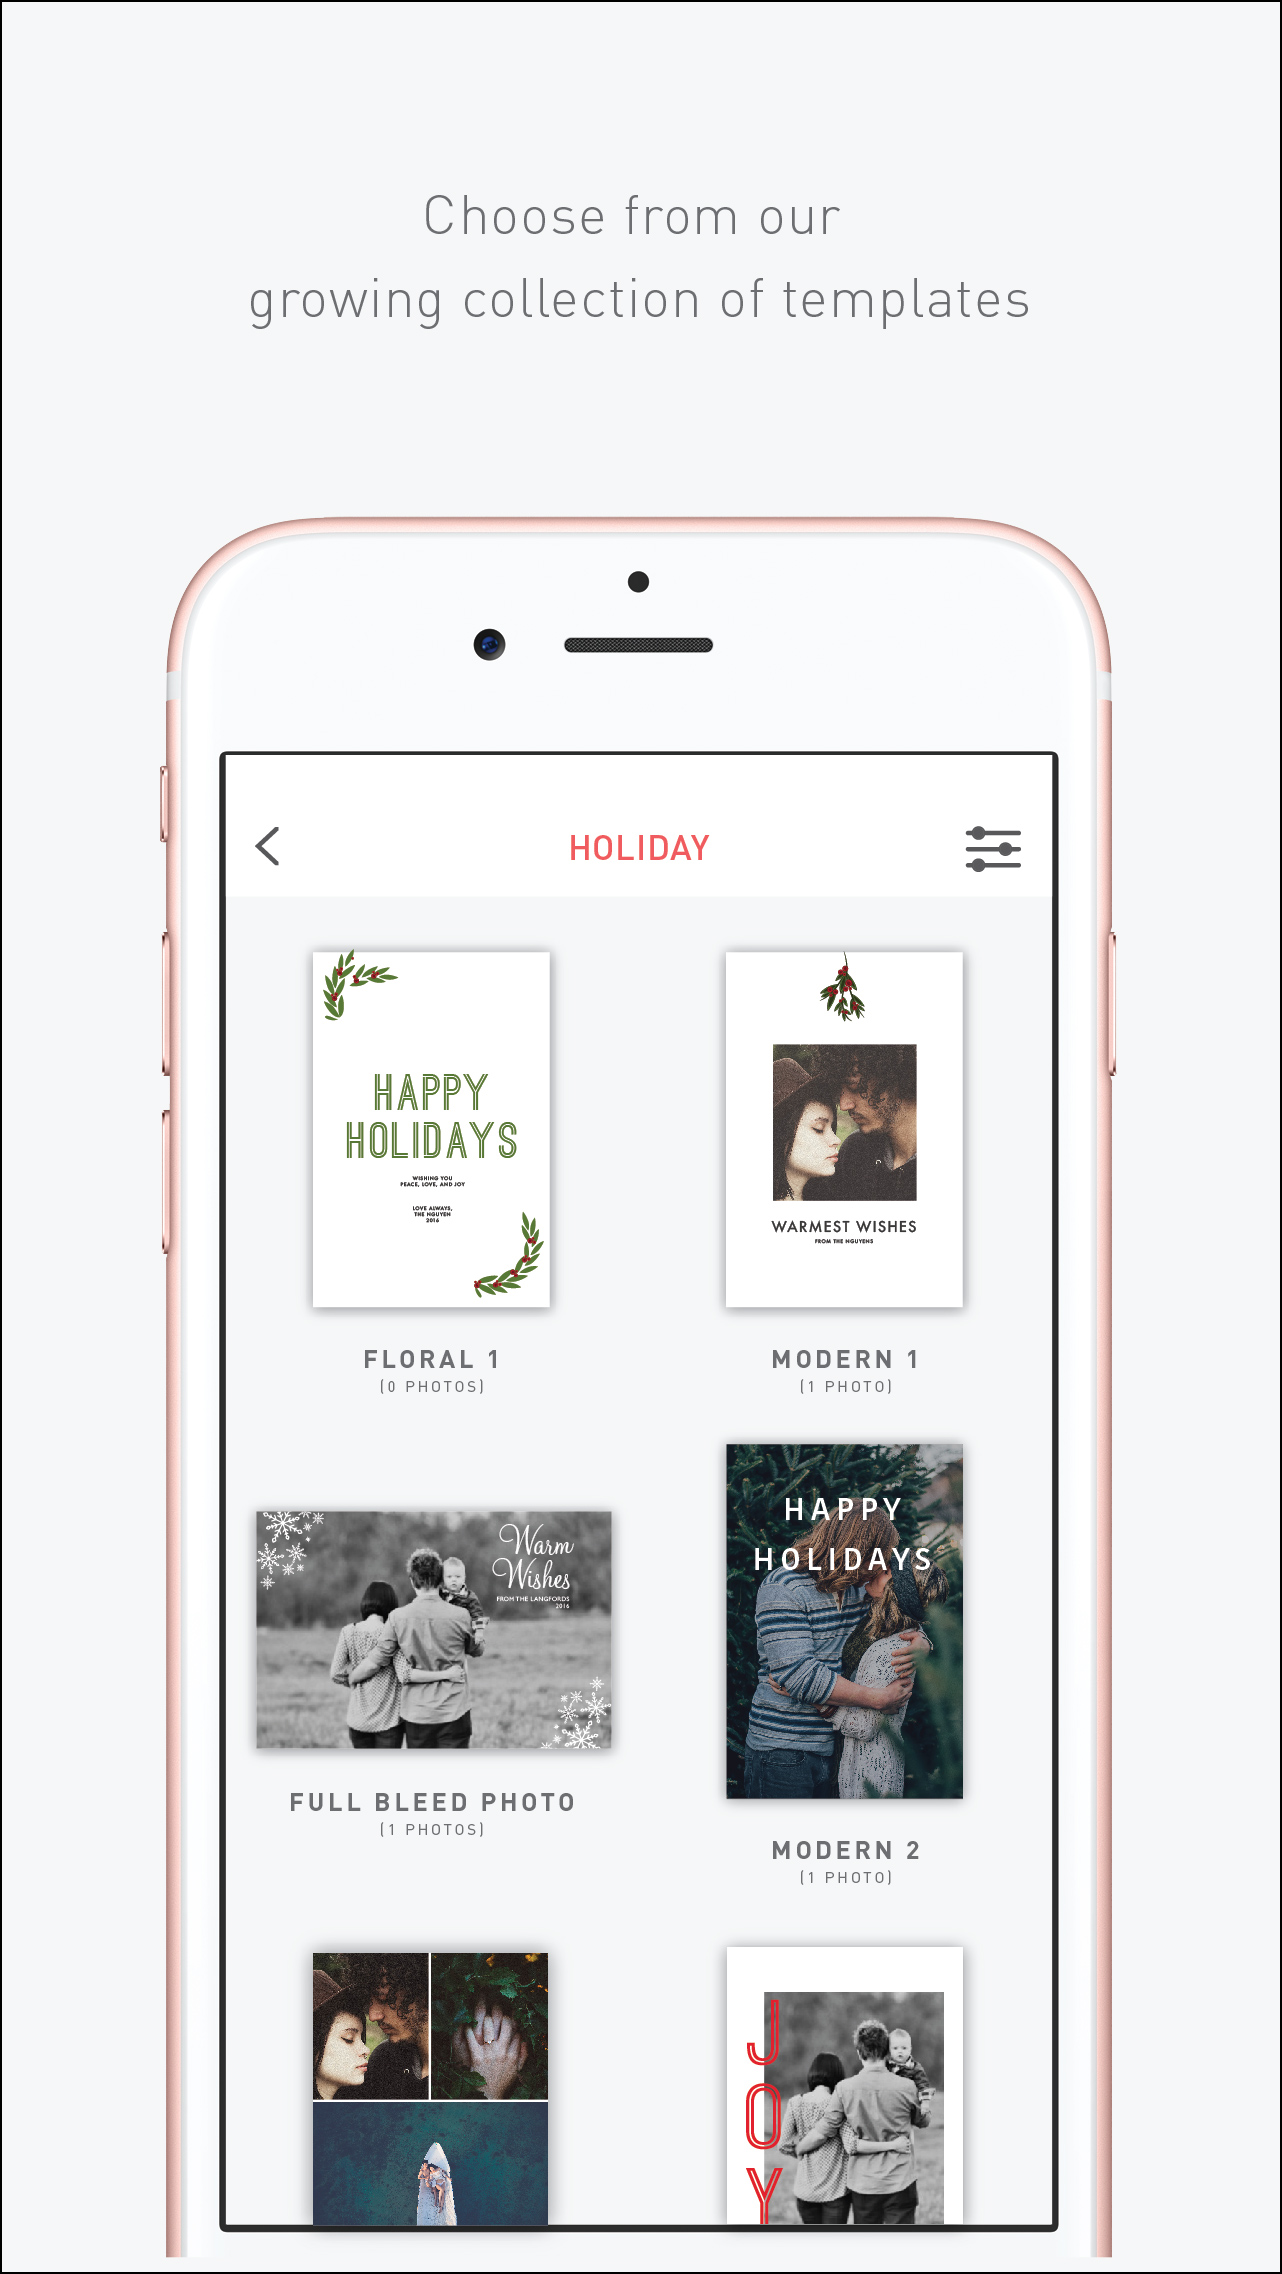 Choose from our
growing collection of templates
HOLIDAY
HAPPY
HOLIDAYS
WISHING YOU
PEACE, LOVE, AND JOY
LOVE ALWAYS,
THE NGUYEN
2016
FLORAL 1
(0 PHOTOS)
WARMEST WISHES
FROM THE NGUYENS
MODERN 1
(1 PHOTO)
Warm
Wishes
FROM THE LANGFORDS
2016
FULL BLEED PHOTO
(1 PHOTOS)
HAPPY
HOLIDAYS
MODERN 2
(1 PHOTO)
J
O
Y